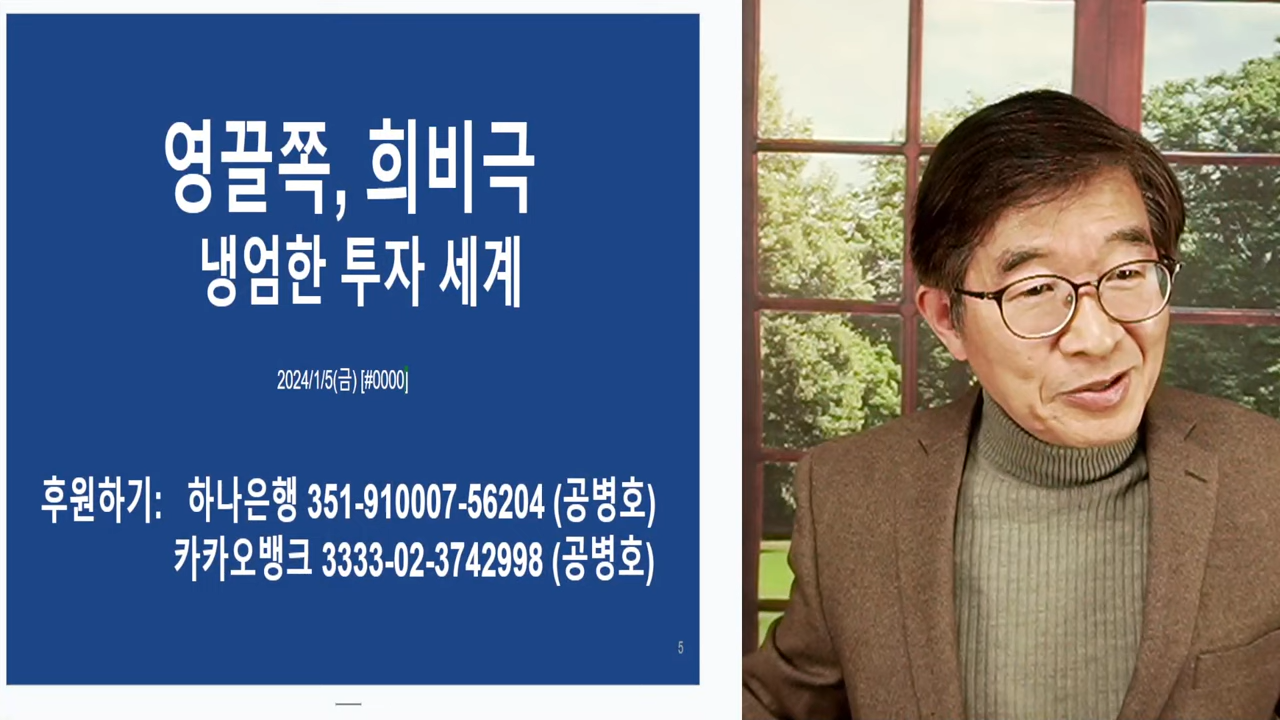 영끌쪽, 희비극
냉엄한 투자 세계
2024/1/5(금) [#0000]
후원하기: 하나은행 351-910007-56204 (공병호)
카카오뱅크 3333-02-3742998 (공병호)
5